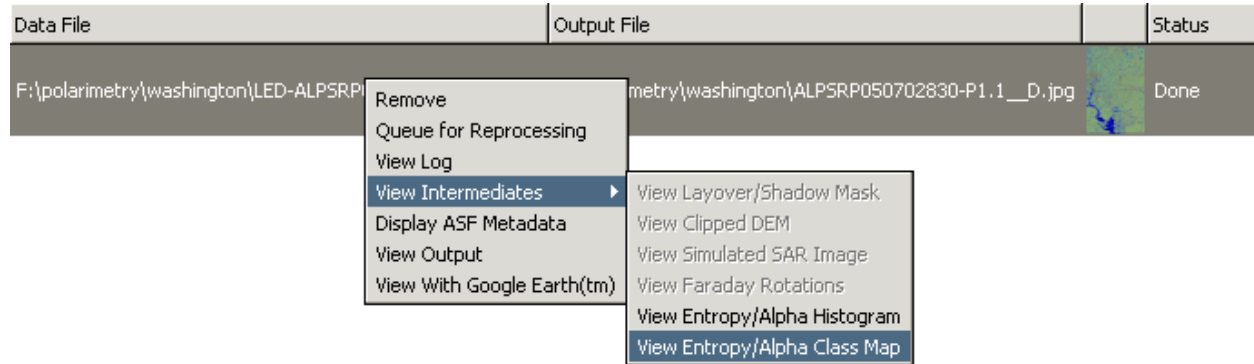 Data File Output File Status
F:\polarimetry\washington\LED-ALPSRP metry\washington\ALPSRP050702830-P1.1__D.jpg Done
Remove
Queue for Reprocessing
View Log
View Intermediates
Display ASF Metadata
View Output
View With Google Earth(tm)
View Layover/Shadow Mask
View Clipped DEM
View Simulated SAR Image
View Faraday Rotations
View Entropy/Alpha Histogram
View Entropy/Alpha Class Map